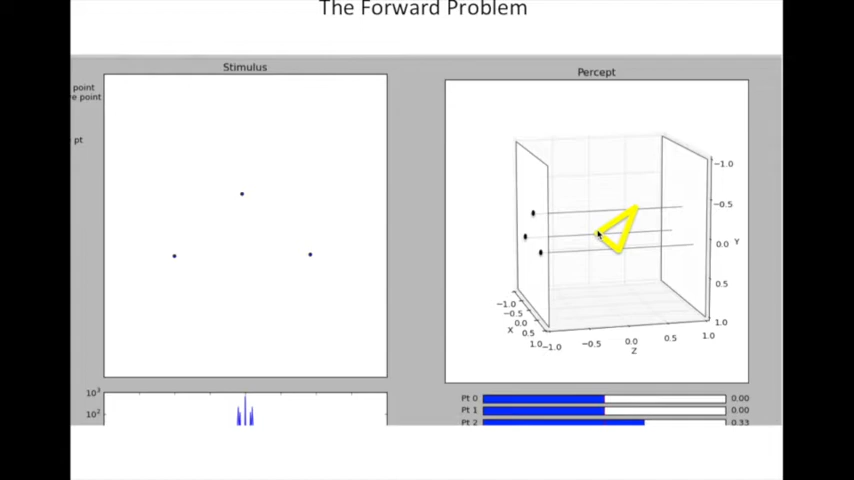 The Forward Problem
Stimulus
point
re point
pt
10³
10²
Percept
−1.0
−0.5
0.0
0.5
1.0
Y
−1.0
−0.5
0.0
0.5
1.0
X
−1.0
−0.5
0.0
0.5
1.0
Z
Pt 0
0.00
Pt 1
0.00
Pt 2
0.33